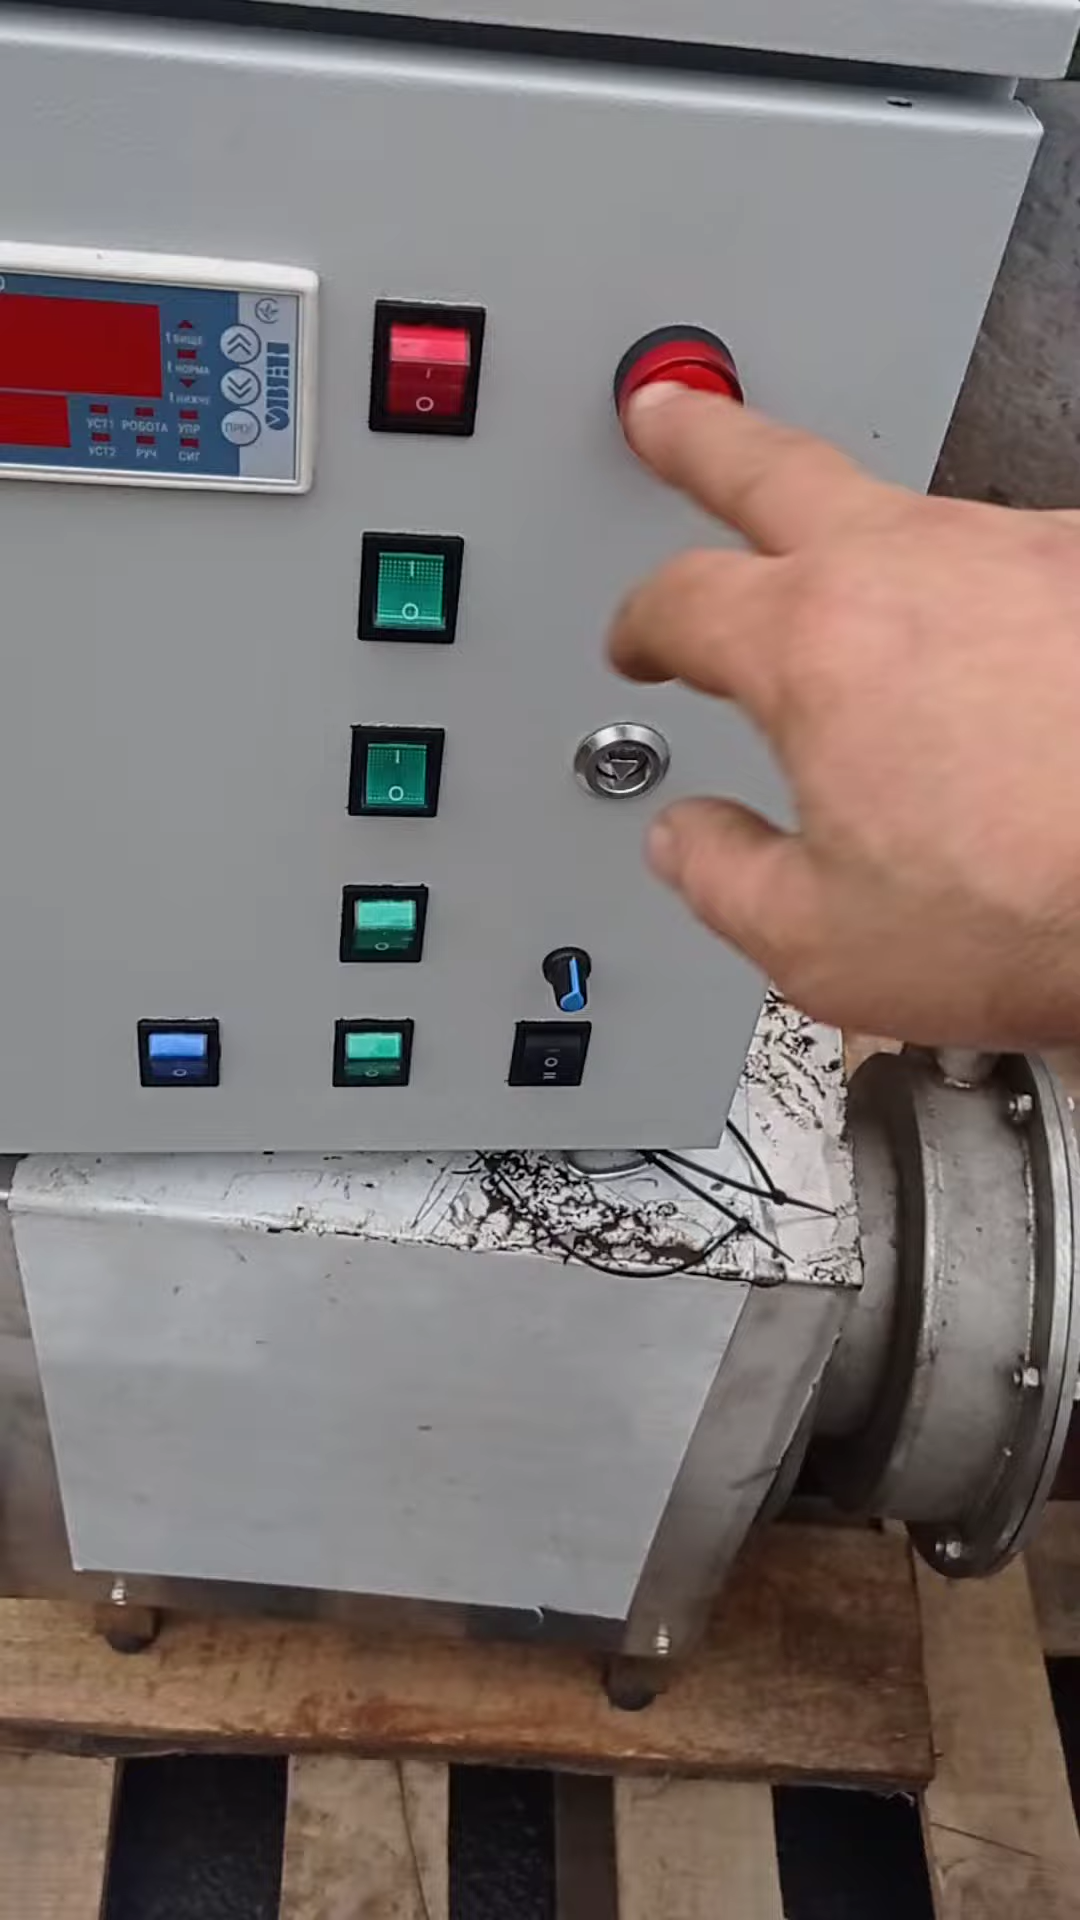 ВИЩЕ
НОРМА
НИЖЧЕ
УСТ1 РОБОТА УПР
УСТ2 РУЧ СИГ
ПРОГ
ОВЕН